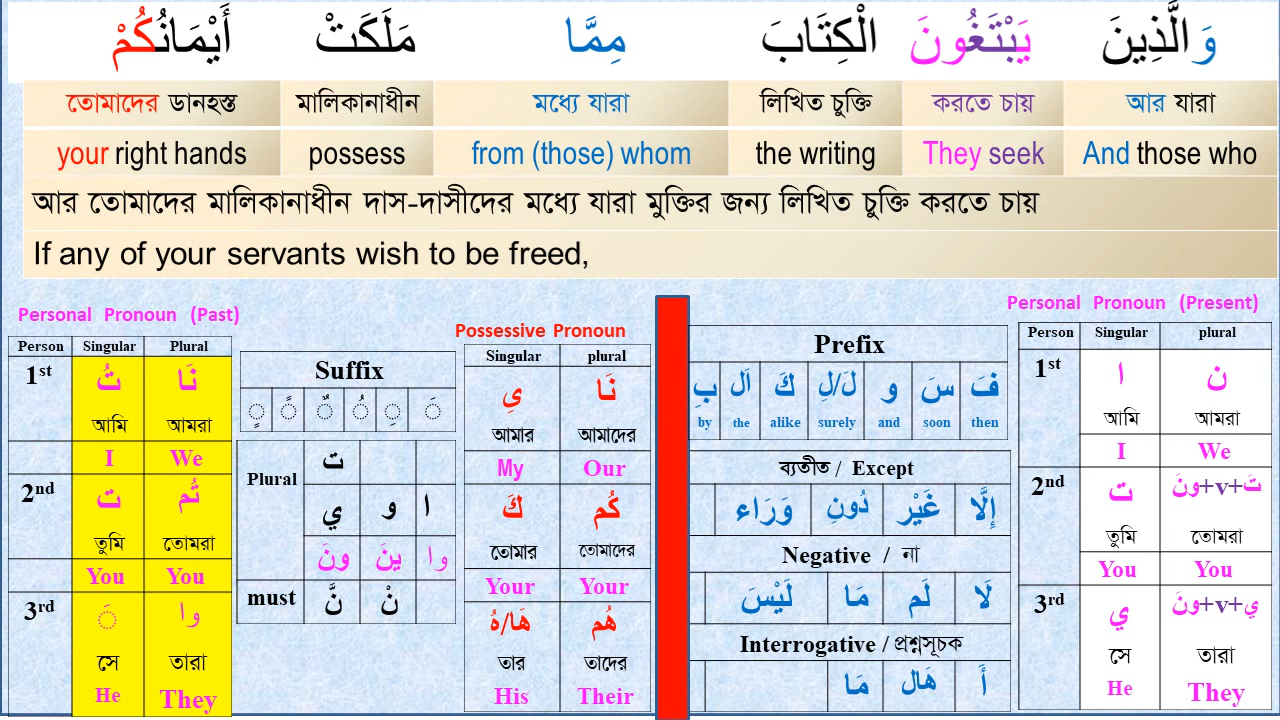 وَالَّذِينَ يَبْتَغُونَ الْكِتَابَ مِمَّا مَلَكَتْ أَيْمَانُكُمْ
তোমাদের ডানহস্ত মালিকানাধীন মধ্যে যারা লিখিত চুক্তি করতে চায় আর যারা
your right hands possess from (those) whom the writing They seek And those who
আর তোমাদের মালিকানাধীন দাস-দাসীদের মধ্যে যারা মুক্তির জন্য লিখিত চুক্তি করতে চায়
If any of your servants wish to be freed,
Personal Pronoun (Past)
Person Singular Plural
1st تُ نَا
আমি আমরা
I We
2nd ت تُم
তুমি তোমরা
You You
3rd ◌َ وا
সে তারা
He They
Suffix
◌ٍ ◌ً ◌ٌ ◌ُ ◌ِ ◌َ
Plural ت
ي و ا
ونَ ينَ وا
must نَّ نْ
Possessive Pronoun
Singular plural
يِ نَا
আমার আমাদের
My Our
كَ كُم
তোমার তোমাদের
Your Your
هَا/هُ هُم
তার তাদের
His Their
Prefix
بِ اَل كَ لَ/لِ و سَ فَ
by the alike surely and soon then
ব্যতীত / Except
وَرَاء دُونِ غَيْر إِلَّا
Negative / না
لَيْسَ مَا لَم لَا
Interrogative / প্রশ্নসূচক
مَا هَال أَ
Personal Pronoun (Present)
Person Singular plural
1st ا ن
আমি আমরা
I We
2nd ت تَ+v+ونَ
তুমি তোমরা
You You
3rd ي ي+v+ونَ
সে তারা
He They